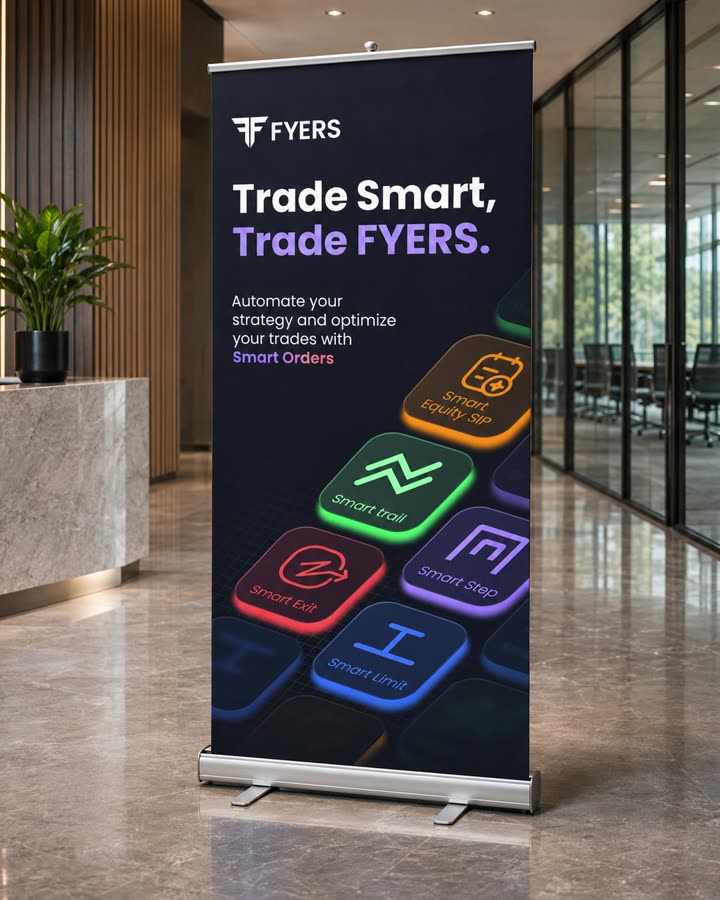 FYERS
Trade Smart,
Trade FYERS.
Automate your
strategy and optimize
your trades with
Smart Orders
Smart
Equity SIP
Smart trail
Smart Step
Smart Exit
Smart Limit